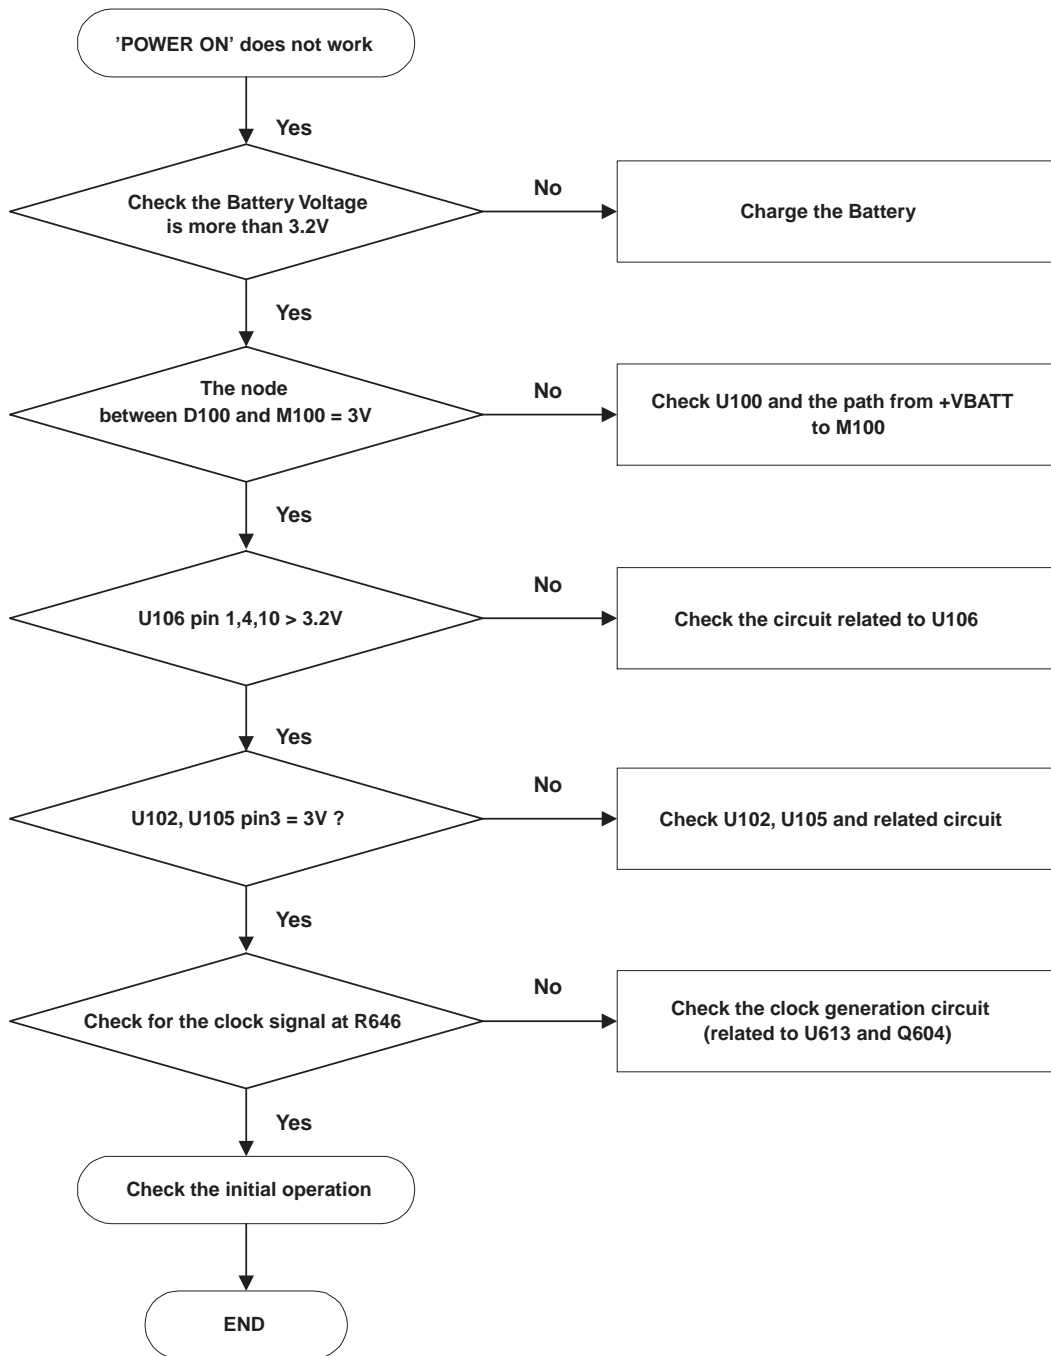 ’POWER ON’ does not work
Yes
Check the Battery Voltage
is more than 3.2V
No
Charge the Battery
Yes
The node
between D100 and M100 = 3V
No
Check U100 and the path from +VBATT
to M100
Yes
U106 pin 1,4,10 > 3.2V
No
Check the circuit related to U106
Yes
U102, U105 pin3 = 3V ?
No
Check U102, U105 and related circuit
Yes
Check for the clock signal at R646
No
Check the clock generation circuit
(related to U613 and Q604)
Yes
Check the initial operation
END